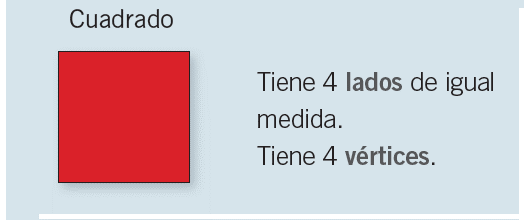 Cuadrado
Tiene 4 lados de igual
medida.
Tiene 4 vértices.